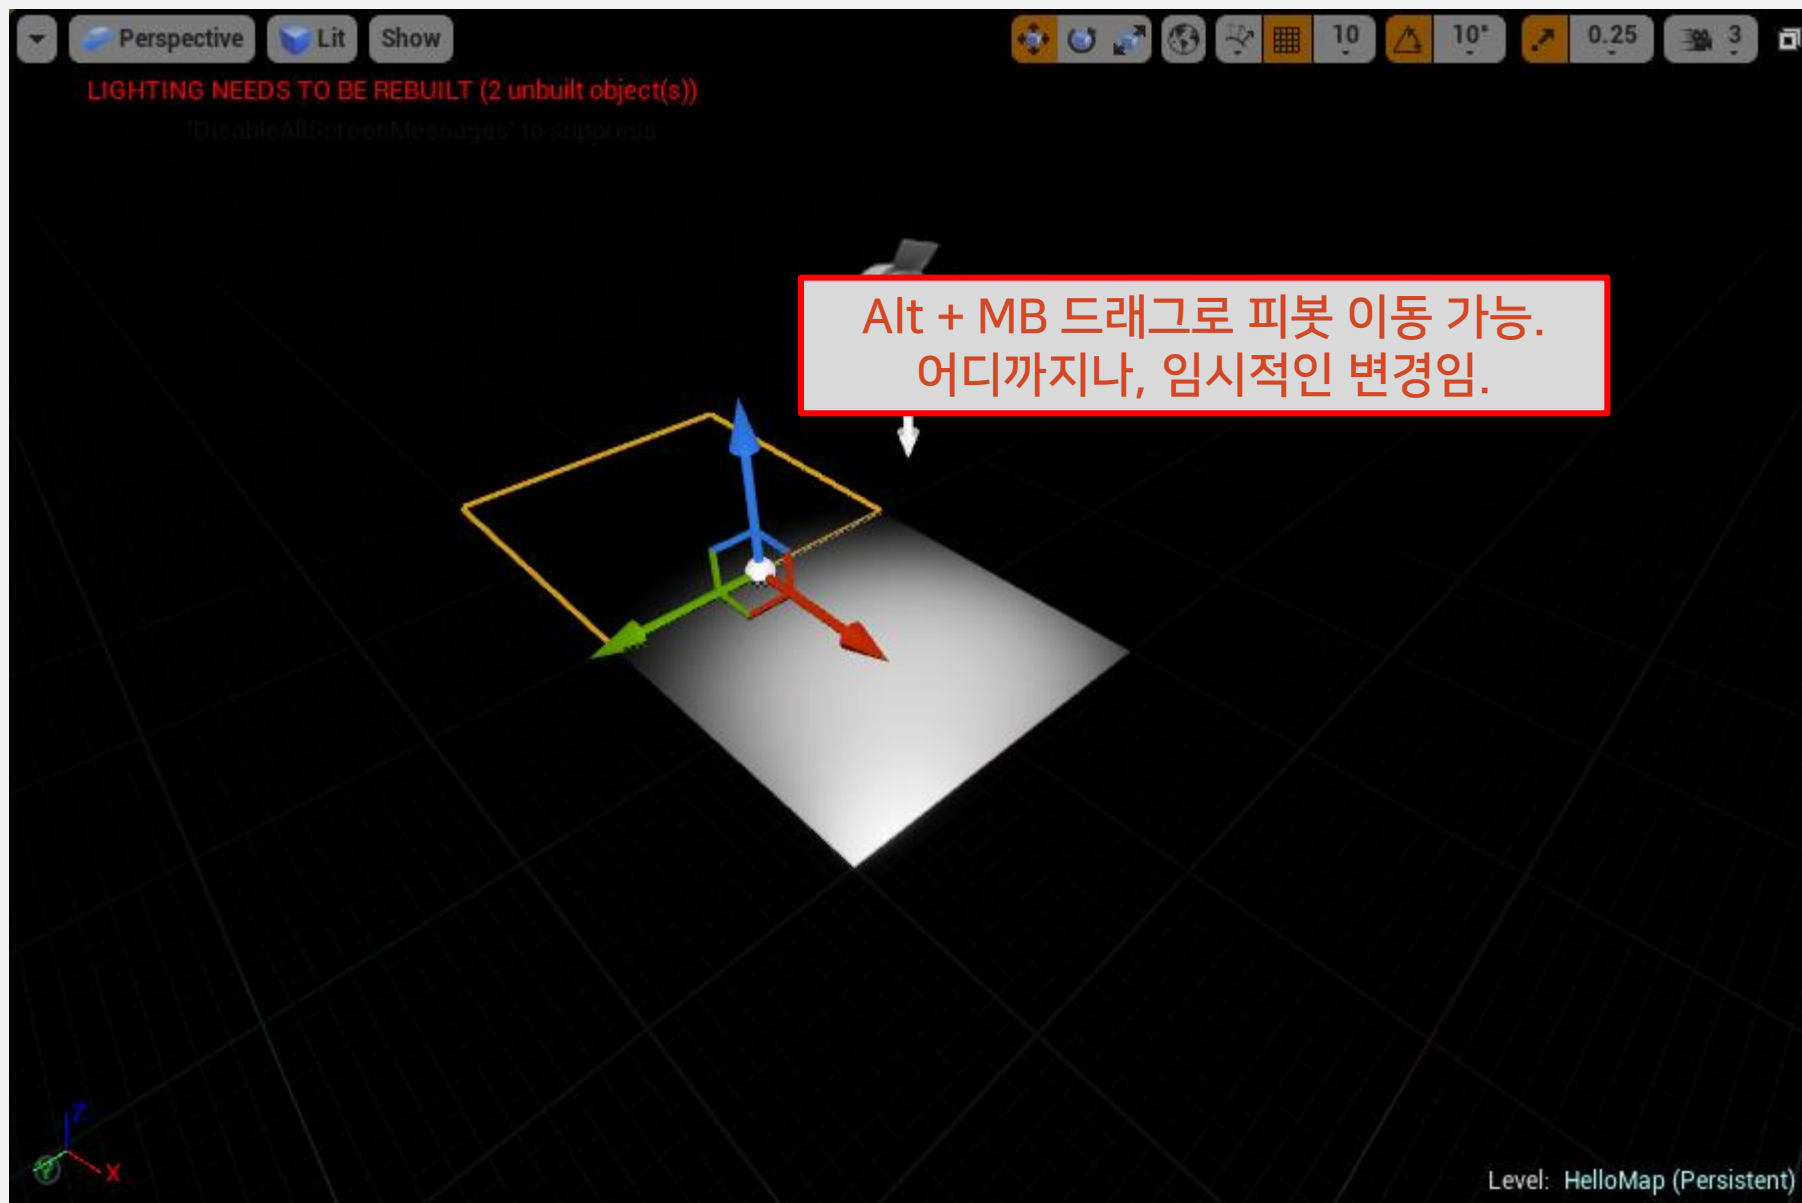 Perspective Lit Show 10 10° 0.25 3
LIGHTING NEEDS TO BE REBUILT (2 unbuilt object(s))
'DisableAllScreenMessages' to suppress
Alt + MB 드래그로 피봇 이동 가능.
어디까지나, 임시적인 변경임.
Z
Y X
Level: HelloMap (Persistent)